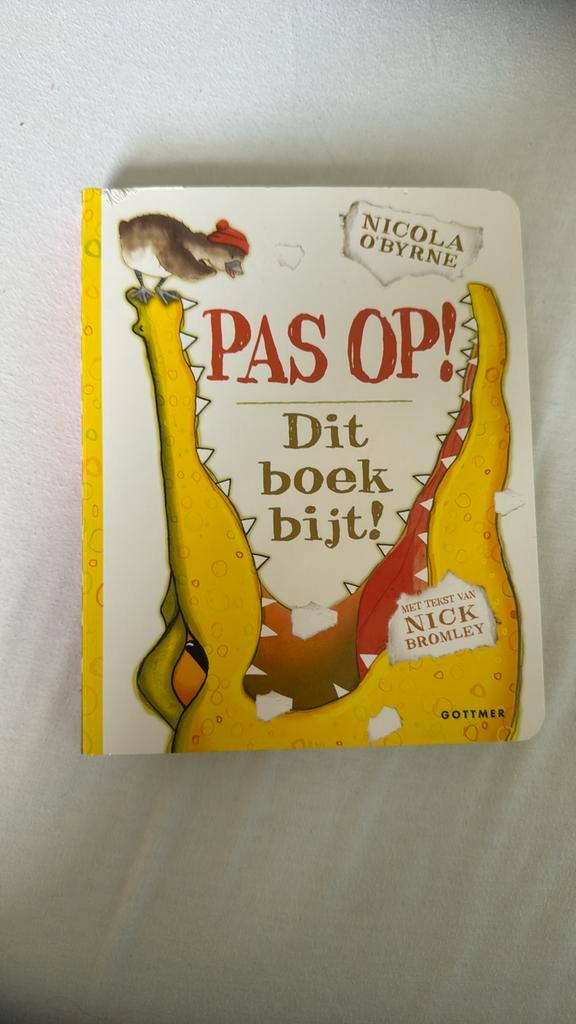 NICOLA
O'BYRNE
PAS OP!
Dit
boek
bijt!
MET TEKST VAN
NICK
BROMLEY
GOTTMER